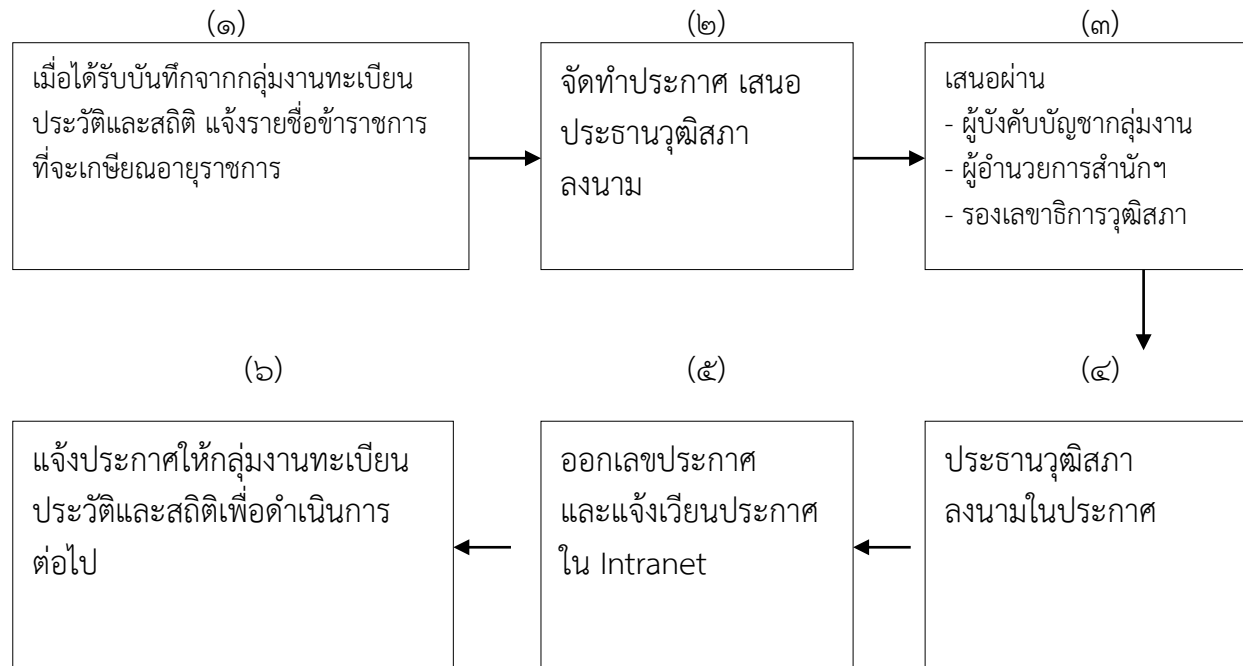 (๑)
เมื่อได้รับบันทึกจากกลุ่มงานทะเบียน
ประวัติและสถิติ แจ้งรายชื่อข้าราชการ
ที่จะเกษียณอายุราชการ
(๒)
จัดทำประกาศ เสนอ
ประธานวุฒิสภา
ลงนาม
(๓)
เสนอผ่าน
- ผู้บังคับบัญชากลุ่มงาน
- ผู้อำนวยการสำนักฯ
- รองเลขาธิการวุฒิสภา
(๔)
ประธานวุฒิสภา
ลงนามในประกาศ
(๕)
ออกเลขประกาศ
และแจ้งเวียนประกาศ
ใน Intranet
(๖)
แจ้งประกาศให้กลุ่มงานทะเบียน
ประวัติและสถิติเพื่อดำเนินการ
ต่อไป